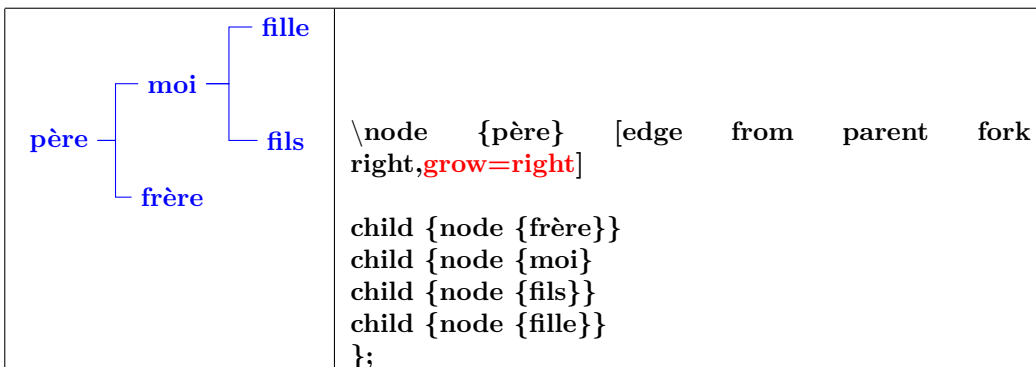 fille
moi
père
fils
frère
\node {père} [edge from parent fork
right,grow=right]
child {node {frère}}
child {node {moi}
child {node {fils}}
child {node {fille}}
};